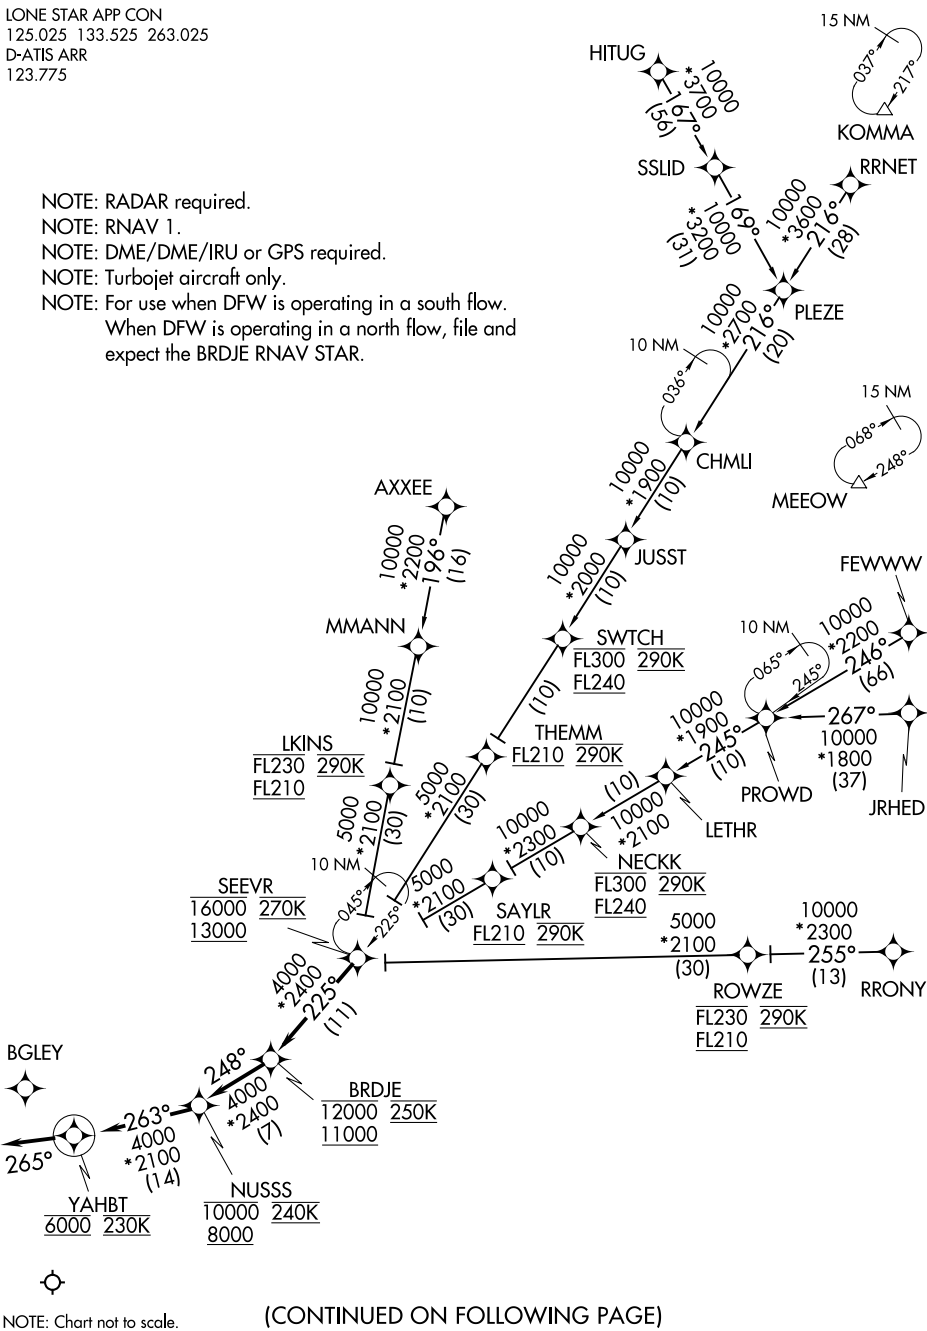 LONE STAR APP CON
125.025 133.525 263.025
D-ATIS ARR
123.775
15 NM
037°
217°
KOMMA
HITUG
10000
*3700
167°
(56)
SSLID
RRNET
10000
*3200
169°
(31)
10000
*3600
216°
(28)
PLEZE
NOTE: RADAR required.
NOTE: RNAV 1.
NOTE: DME/DME/IRU or GPS required.
NOTE: Turbojet aircraft only.
NOTE: For use when DFW is operating in a south flow.
When DFW is operating in a north flow, file and
expect the BRDJE RNAV STAR.
10000
*2700
216°
(20)
10 NM
036°
CHMLI
15 NM
068°
248°
MEEOW
10000
*1900
(10)
JUSST
AXXEE
10000
*2200
196°
(16)
10000
*2000
(10)
FEWWW
MMANN
SWTCH
FL300 290K
FL240
10 NM
065°
245°
10000
*2200
246°
(66)
10000
*2100
(10)
(10)
10000
*1900
245°
(10)
267°
10000
*1800
(37)
PROWD
JRHED
LKINS
FL230 290K
FL210
THEMM
FL210 290K
5000
*2100
(30)
5000
*2100
(30)
(10)
10000
*2100
LETHR
10000
*2300
(10)
NECKK
FL300 290K
FL240
10 NM
045°
225°
5000
*2100
(30)
SAYLR
FL210 290K
SEEVR
16000 270K
13000
5000
*2100
(30)
10000
*2300
255°
(13)
ROWZE
FL230 290K
FL210
RRONY
4000
*2400
225°
(11)
BGLEY
248°
4000
*2400
(7)
BRDJE
12000 250K
11000
263°
4000
*2100
(14)
265°
YAHBT
6000 230K
NUSSS
10000 240K
8000
NOTE: Chart not to scale.
(CONTINUED ON FOLLOWING PAGE)